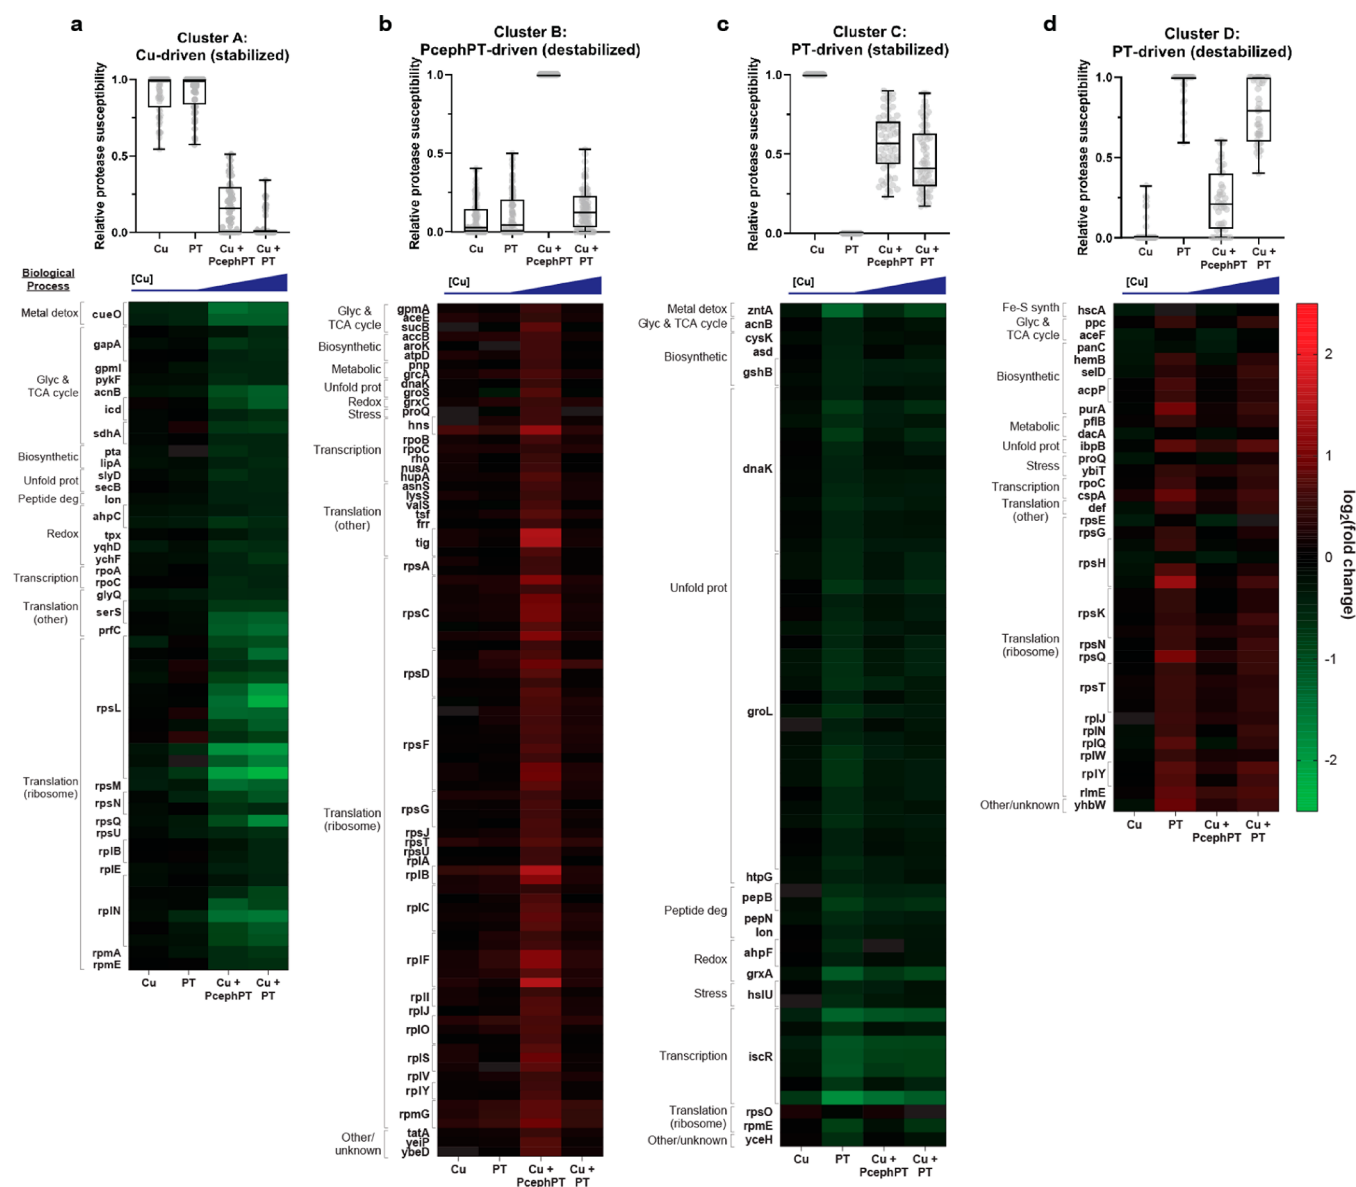 a
Cluster A:
Cu-driven (stabilized)
Relative protease susceptibility
1.0
0.5
0.0
Cu
PT
Cu +
PcephPT
Cu +
PT
Biological
Process
[Cu]
Metal detox
Glyc &
TCA cycle
Biosynthetic
Unfold prot
Peptide deg
Redox
Transcription
Translation
(other)
Translation
(ribosome)
cueO
gapA
gpmI
pykF
acnB
icd
sdhA
pta
lipA
slyD
secB
lon
ahpC
tpx
yqhD
ychF
rpoA
rpoC
glyQ
serS
prfC
rpsL
rpsM
rpsN
rpsQ
rpsU
rplB
rplE
rplN
rpmA
rpmE
Cu
PT
Cu +
PcephPT
Cu +
PT
b
Cluster B:
PcephPT-driven (destabilized)
Relative protease susceptibility
1.0
0.5
0.0
Cu
PT
Cu +
PcephPT
Cu +
PT
[Cu]
Glyc &
TCA cycle
Biosynthetic
Metabolic
Unfold prot
Redox
Stress
Transcription
Translation
(other)
Translation
(ribosome)
Other/
unknown
gpmA
aceE
sucB
accB
aroK
atpD
pnp
grcA
dnaK
groS
grxC
proQ
hns
rpoB
rpoC
rho
nusA
hupA
asnS
lysS
valS
tsf
frr
tig
rpsA
rpsC
rpsD
rpsF
rpsG
rpsJ
rpsT
rpsU
rplA
rplB
rplC
rplF
rplI
rplJ
rplO
rplS
rplV
rplY
rpmG
tatA
yeiP
ybeD
Cu
PT
Cu +
PcephPT
Cu +
PT
c
Cluster C:
PT-driven (stabilized)
Relative protease susceptibility
1.0
0.5
0.0
Cu
PT
Cu +
PcephPT
Cu +
PT
[Cu]
Metal detox
Glyc & TCA cycle
Biosynthetic
Unfold prot
Peptide deg
Redox
Stress
Transcription
Translation
(ribosome)
Other/unknown
zntA
acnB
cysK
asd
gshB
dnaK
groL
htpG
pepB
pepN
lon
ahpF
grxA
hslU
iscR
rpsO
rpmE
yceH
Cu
PT
Cu +
PcephPT
Cu +
PT
d
Cluster D:
PT-driven (destabilized)
Relative protease susceptibility
1.0
0.5
0.0
Cu
PT
Cu +
PcephPT
Cu +
PT
[Cu]
Fe-S synth
Glyc &
TCA cycle
Biosynthetic
Metabolic
Unfold prot
Stress
Transcription
Translation
(other)
Translation
(ribosome)
Other/unknown
hscA
ppc
aceF
panC
hemB
selD
acpP
purA
pflB
dacA
ibpB
proQ
ybiT
rpoC
cspA
def
rpsE
rpsG
rpsH
rpsK
rpsN
rpsQ
rpsT
rplJ
rplN
rplQ
rplW
rplY
rlmE
yhbW
Cu
PT
Cu +
PcephPT
Cu +
PT
2
1
0
-1
-2
log2(fold change)